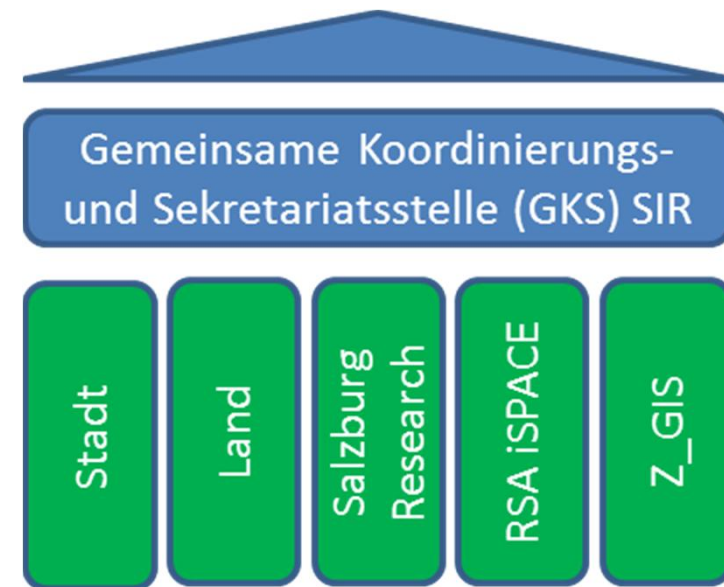 Gemeinsame Koordinierungs-
und Sekretariatsstelle (GKS) SIR
Stadt
Land
Salzburg
Research
RSA iSPACE
Z_GIS